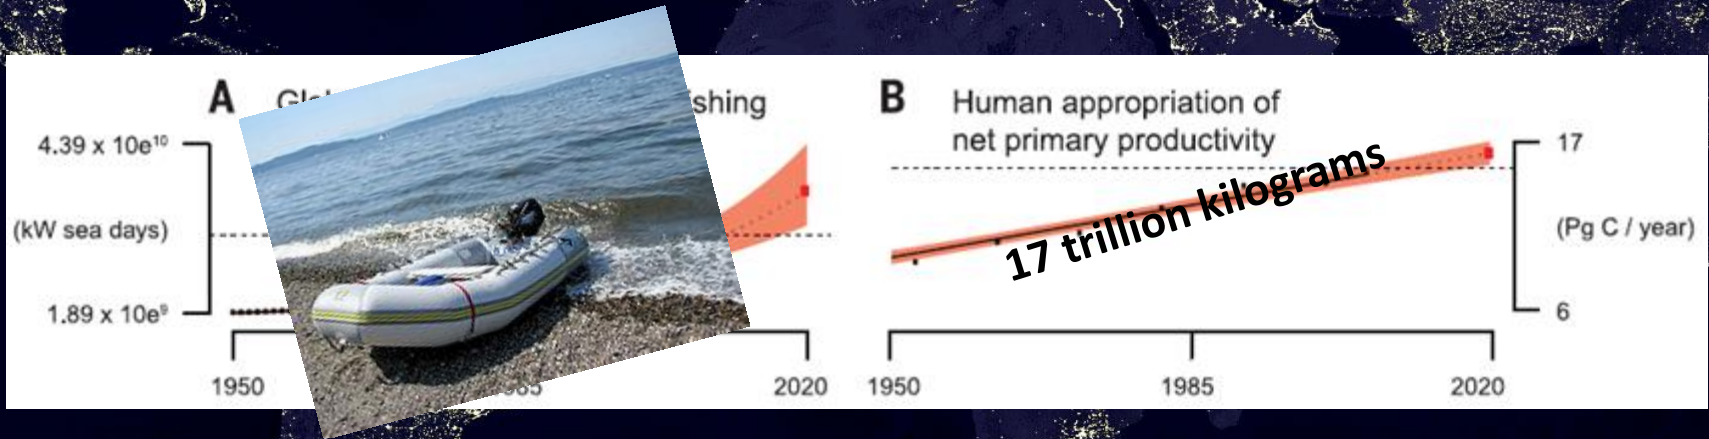 A
shing
4.39 x 10e¹⁰
(kW sea days)
1.89 x 10e⁹
1950
2020
B Human appropriation of
net primary productivity
17 trillion kilograms
17
(Pg C / year)
6
1950 1985 2020